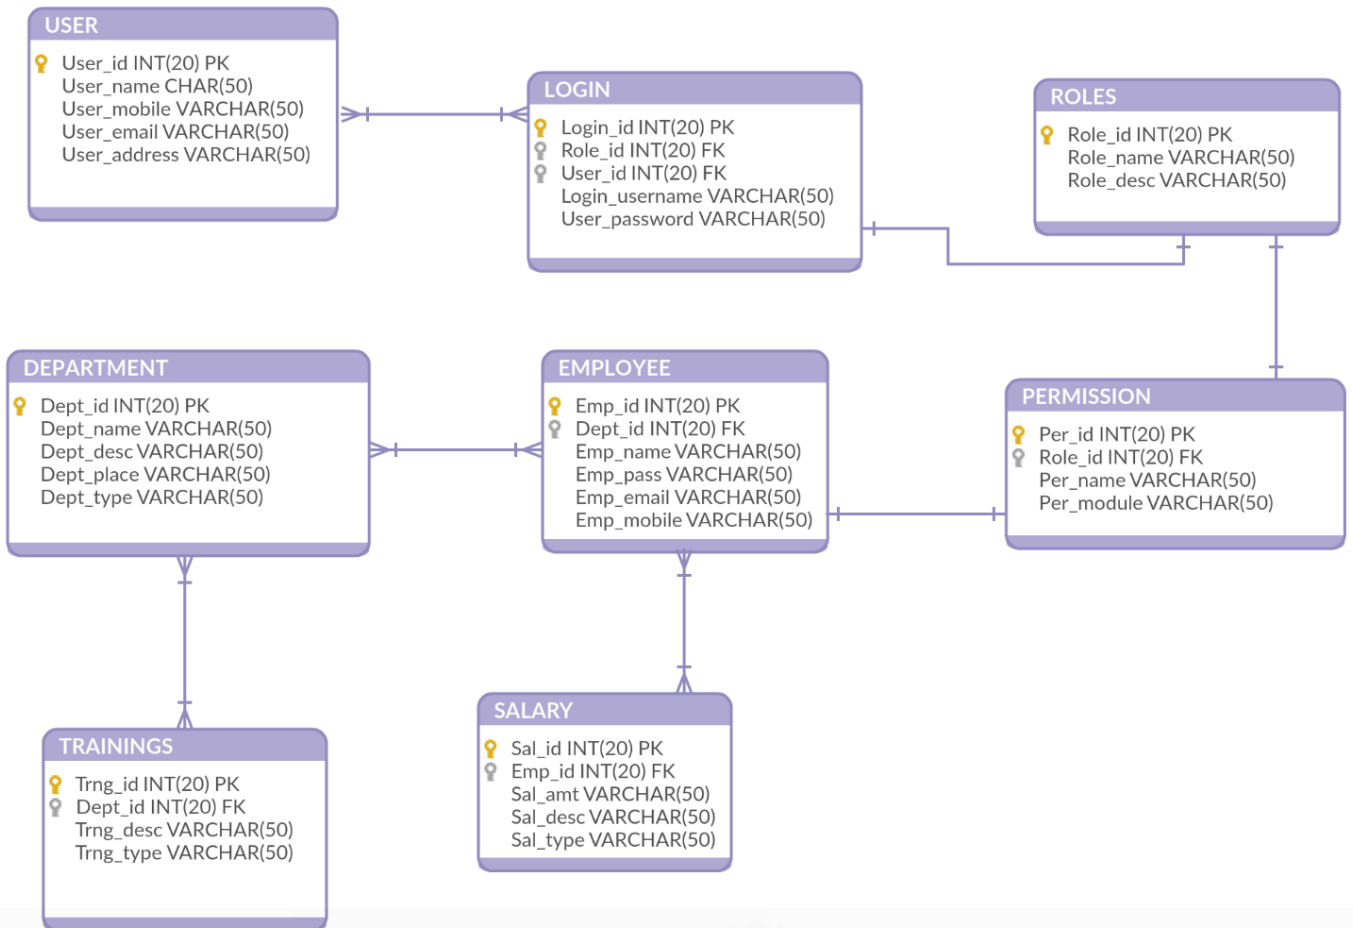 USER
User_id INT(20) PK
User_name CHAR(50)
User_mobile VARCHAR(50)
User_email VARCHAR(50)
User_address VARCHAR(50)
LOGIN
Login_id INT(20) PK
Role_id INT(20) FK
User_id INT(20) FK
Login_username VARCHAR(50)
User_password VARCHAR(50)
ROLES
Role_id INT(20) PK
Role_name VARCHAR(50)
Role_desc VARCHAR(50)
DEPARTMENT
Dept_id INT(20) PK
Dept_name VARCHAR(50)
Dept_desc VARCHAR(50)
Dept_place VARCHAR(50)
Dept_type VARCHAR(50)
EMPLOYEE
Emp_id INT(20) PK
Dept_id INT(20) FK
Emp_name VARCHAR(50)
Emp_pass VARCHAR(50)
Emp_email VARCHAR(50)
Emp_mobile VARCHAR(50)
PERMISSION
Per_id INT(20) PK
Role_id INT(20) FK
Per_name VARCHAR(50)
Per_module VARCHAR(50)
TRAININGS
Trng_id INT(20) PK
Dept_id INT(20) FK
Trng_desc VARCHAR(50)
Trng_type VARCHAR(50)
SALARY
Sal_id INT(20) PK
Emp_id INT(20) FK
Sal_amt VARCHAR(50)
Sal_desc VARCHAR(50)
Sal_type VARCHAR(50)